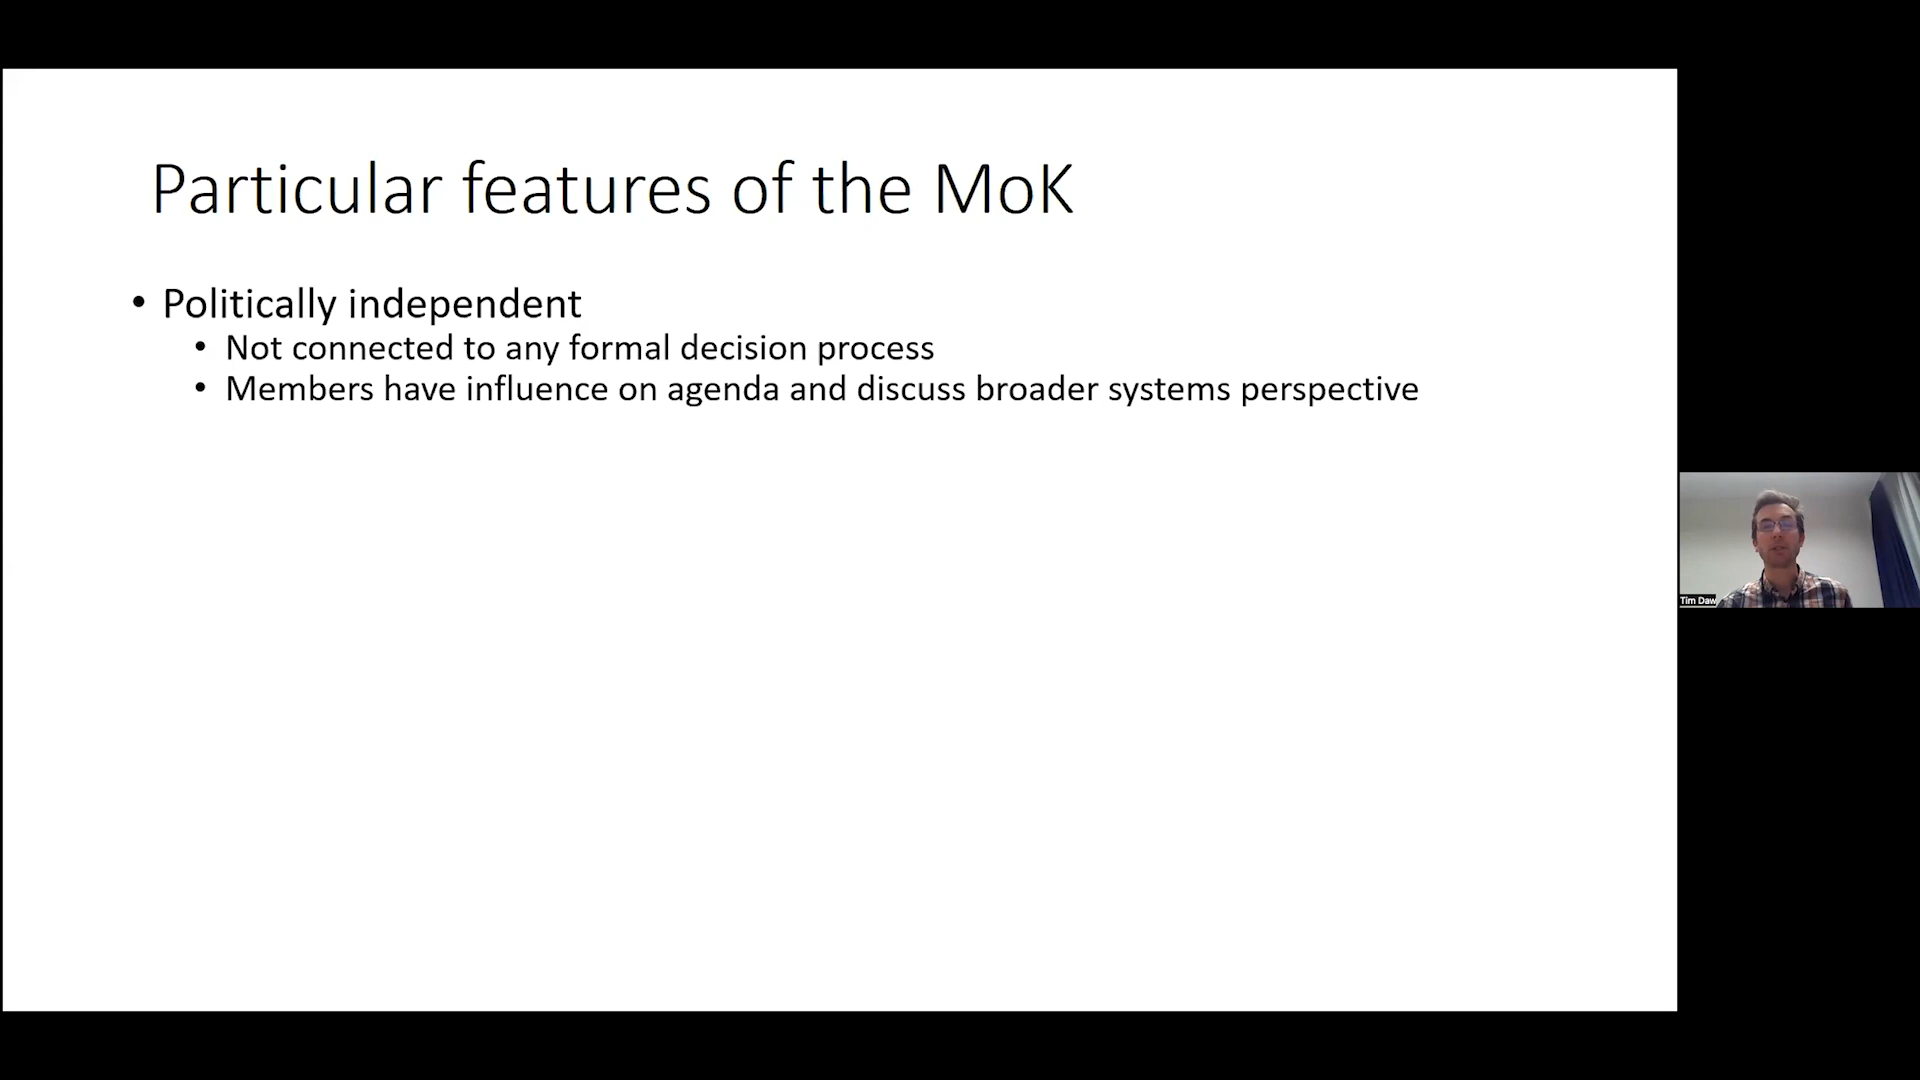 Particular features of the MoK
• Politically independent
• Not connected to any formal decision process
• Members have influence on agenda and discuss broader systems perspective
Tim Daw